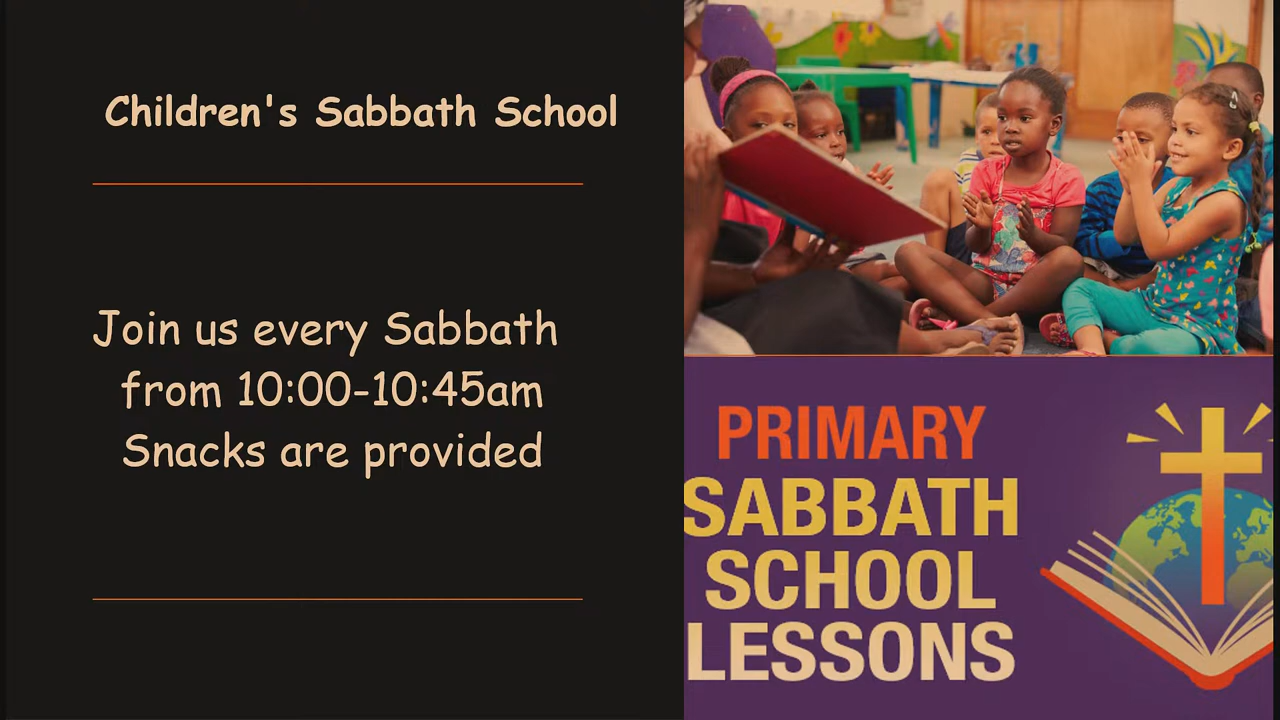 Children's Sabbath School
Join us every Sabbath
from 10:00-10:45am
Snacks are provided
PRIMARY
SABBATH
SCHOOL
LESSONS